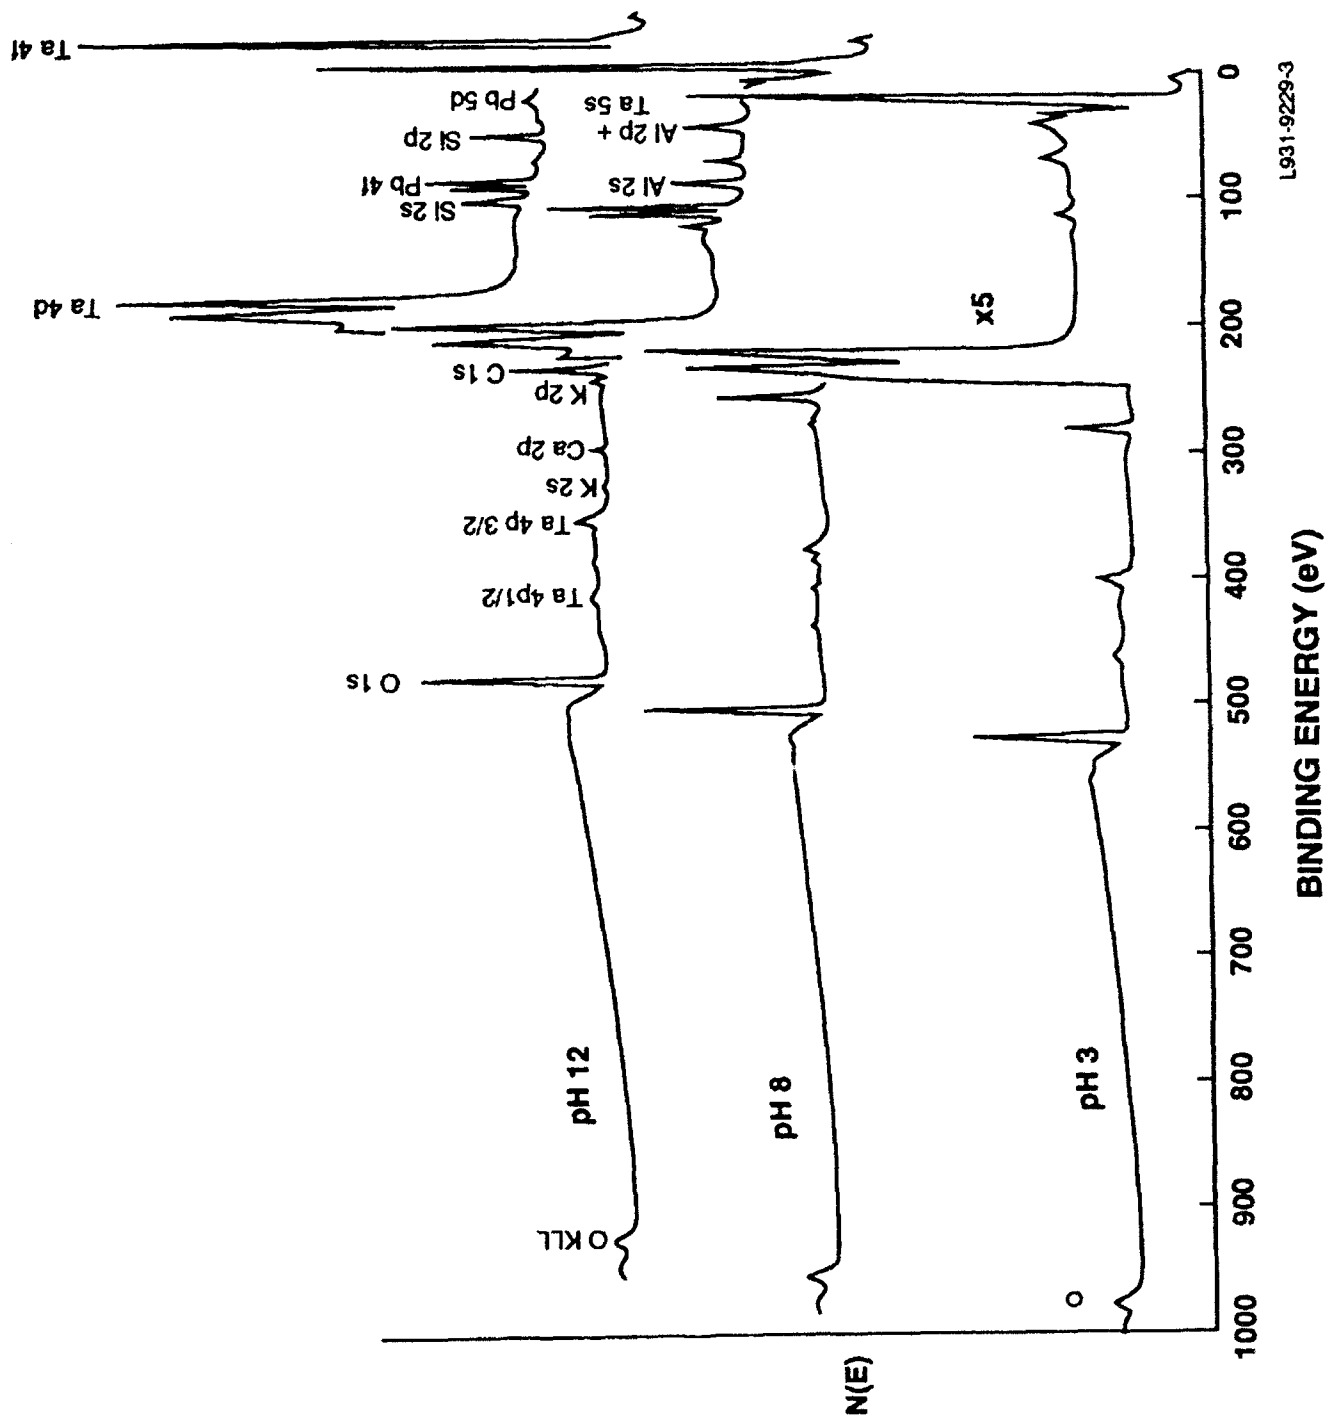 Ta 4f
Pb 5d
Si 2p
Pb 4f
Si 2s
Ta 4d
C 1s
K 2p
Ca 2p
K 2s
Ta 4p 3/2
Ta 4p1/2
O 1s
O KLL
pH 12
Ta 5s
Al 2p +
Al 2s
pH 8
x5
pH 3
O
N(E)
1000
900
800
700
600
500
400
300
200
100
0
BINDING ENERGY (eV)
L931-9229-3